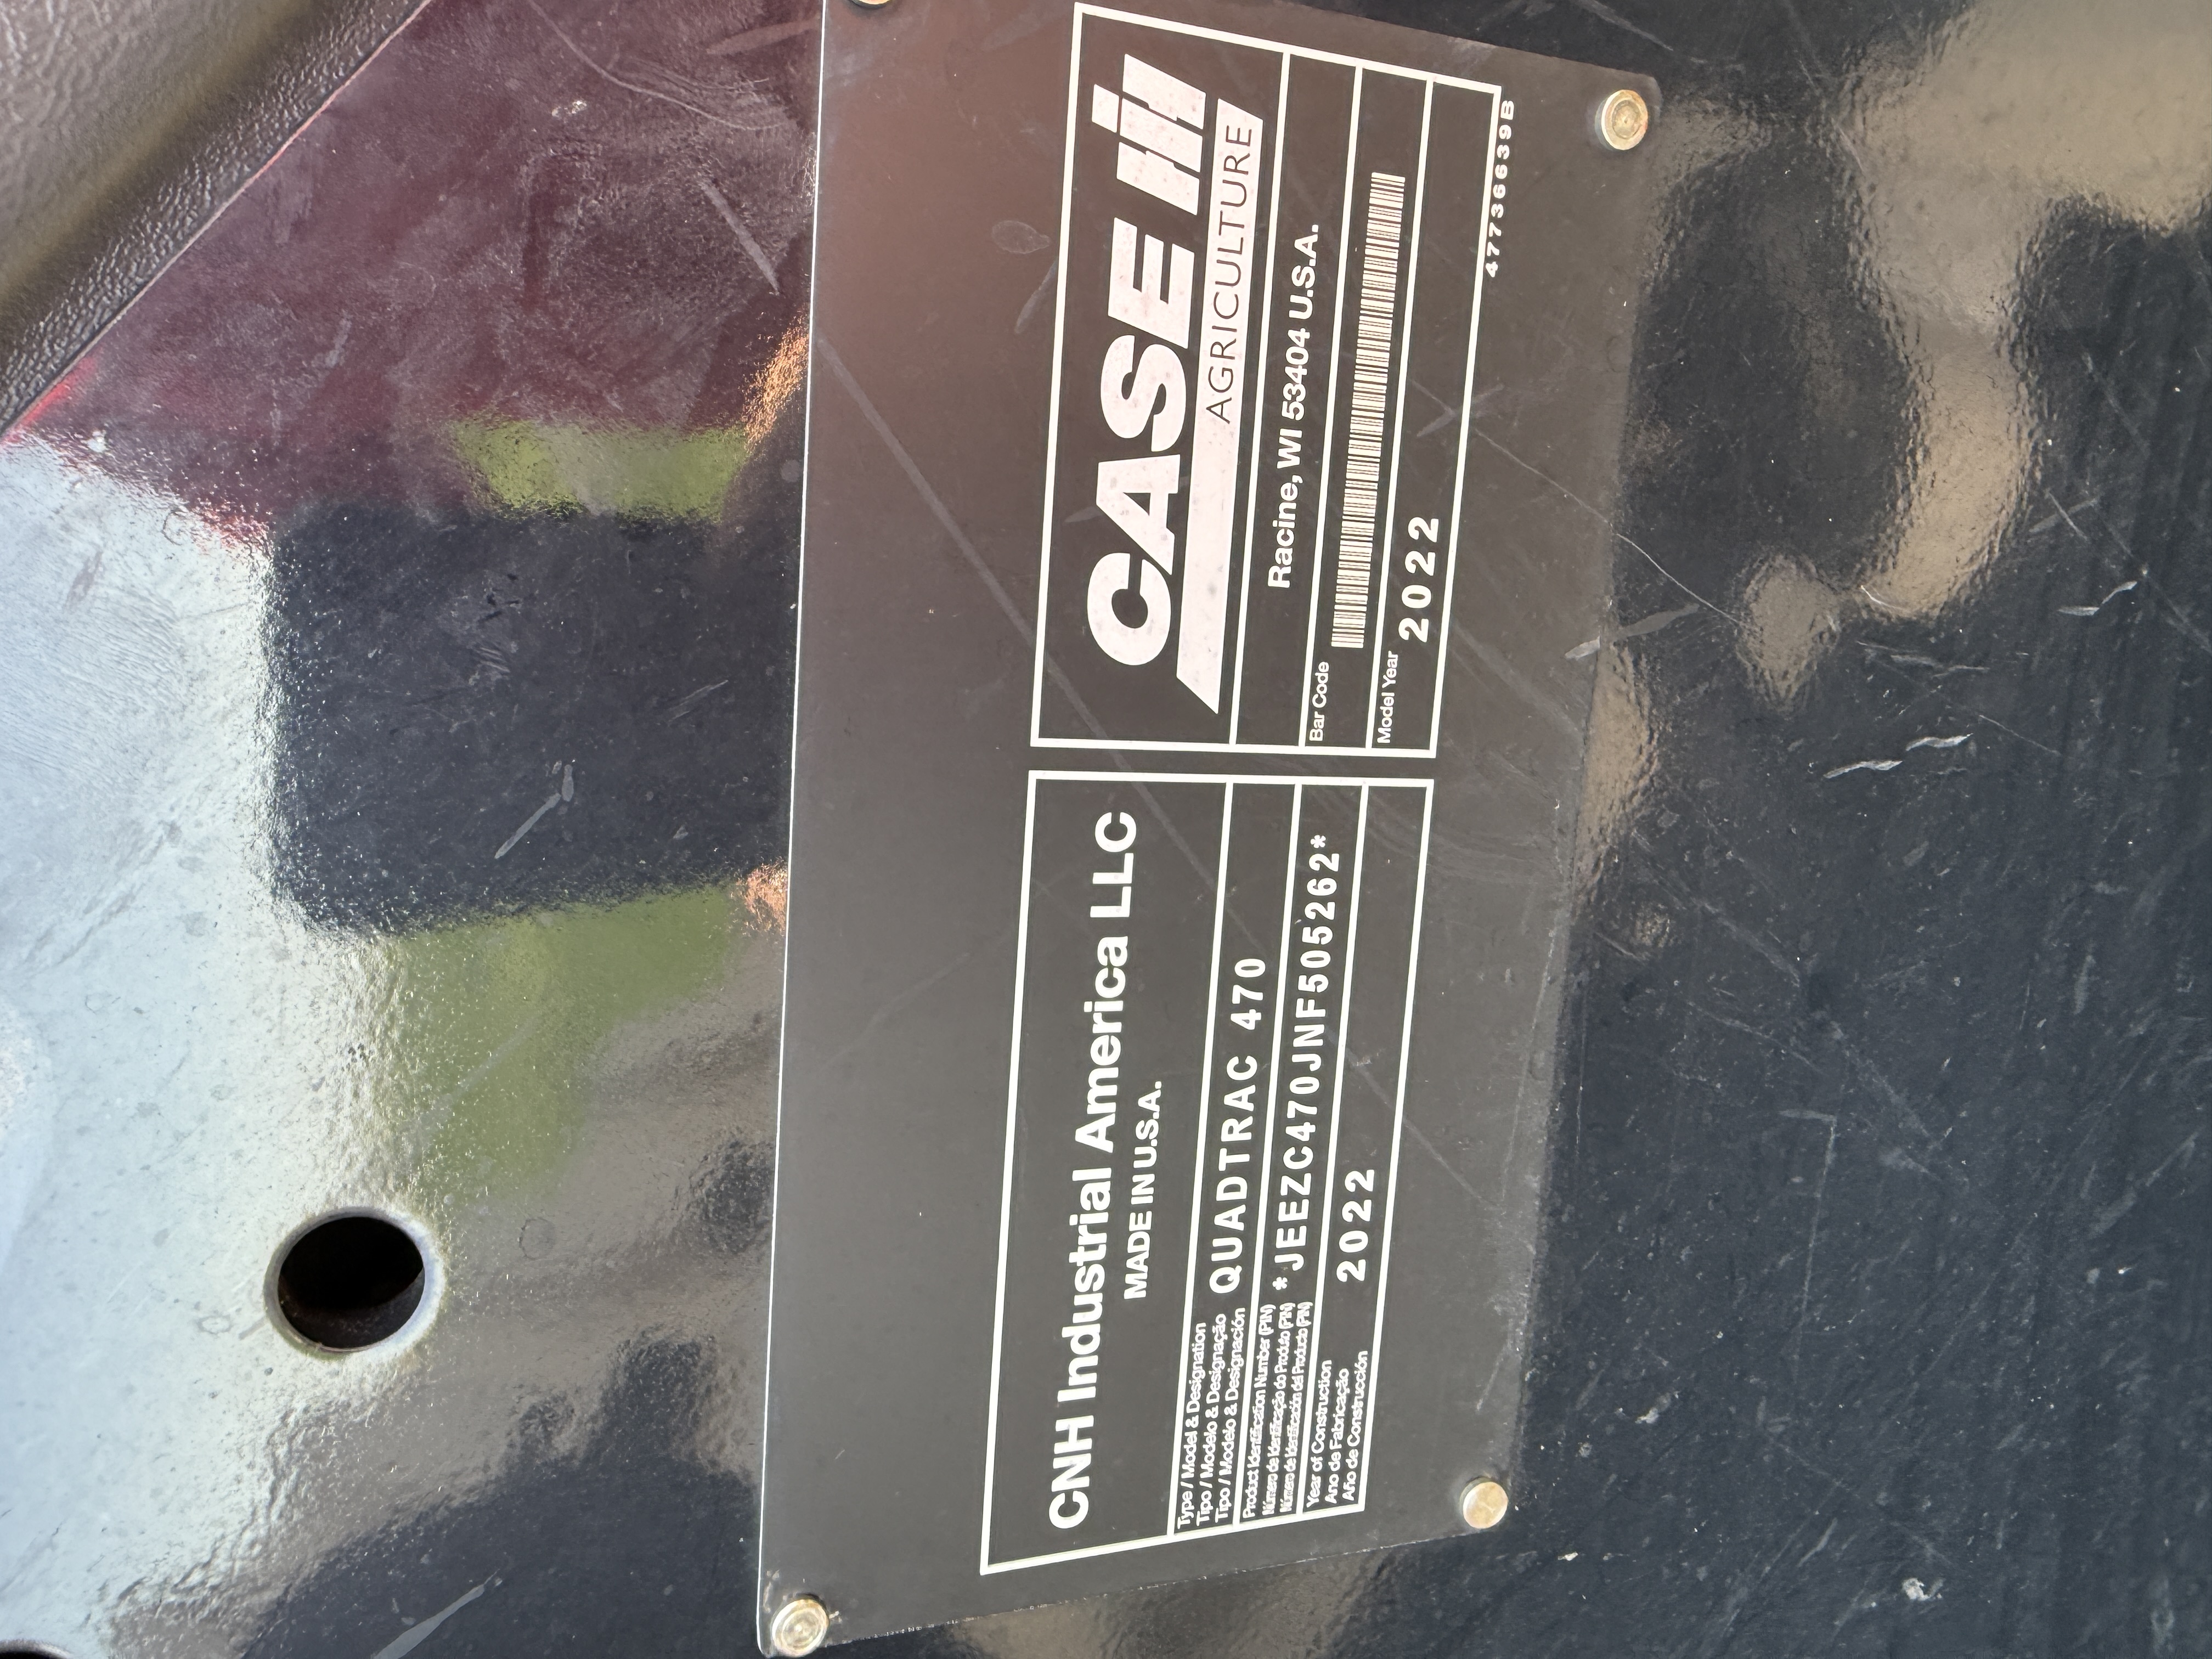 CNH Industrial America LLC
MADE IN U.S.A.
Type / Model & Designation
Tipo / Modelo & Designação
Tipo / Modelo & Designación
QUADTRAC 470
Product Identification Number (PIN)
Número de Identificação do Produto (PIN)
Número de Identificación del Producto (PIN)
*JEEZC470JNF505262*
Year of Construction
Ano de Fabricação
Año de Construcción
2022
CASE IH
AGRICULTURE
Racine, WI 53404 U.S.A.
Bar Code
Model Year
2022
47736639B